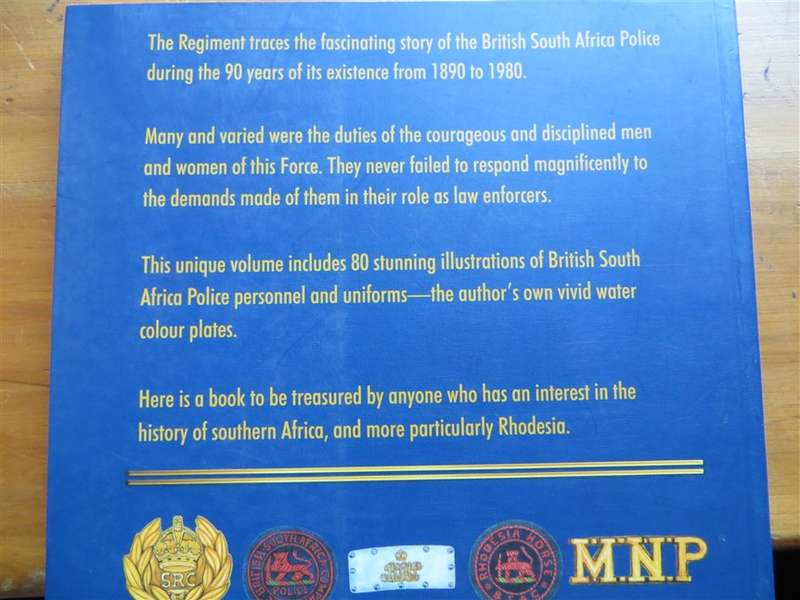 The Regiment traces the fascinating story of the British South Africa Police
during the 90 years of its existence from 1890 to 1980.
Many and varied were the duties of the courageous and disciplined men
and women of this Force. They never failed to respond magnificently to
the demands made of them in their role as law enforcers.
This unique volume includes 80 stunning illustrations of British South
Africa Police personnel and uniforms—the author's own vivid water
colour plates.
Here is a book to be treasured by anyone who has an interest in the
history of southern Africa, and more particularly Rhodesia.
SRC
BRITISH SOUTH AFRICA
POLICE
RHODESIA HORSE
MNP